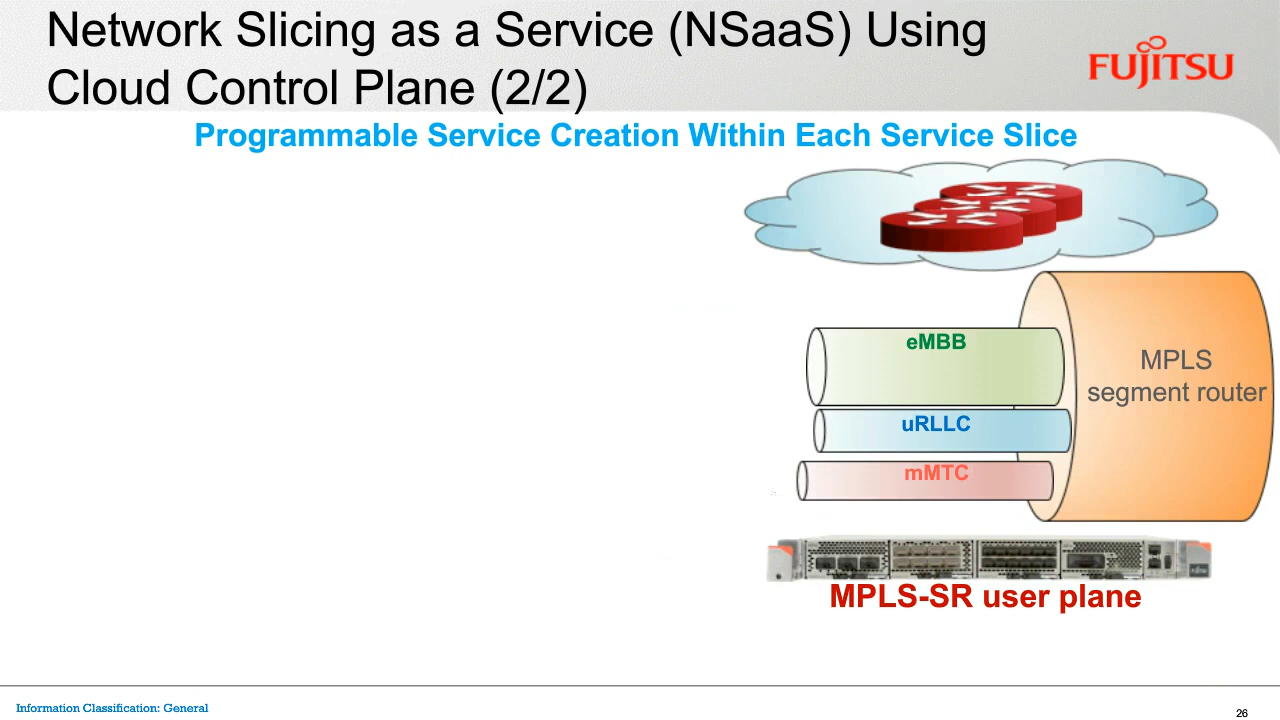 Network Slicing as a Service (NSaaS) Using
Cloud Control Plane (2/2)
FUJITSU
Programmable Service Creation Within Each Service Slice
eMBB
MPLS
segment router
uRLLC
mMTC
MPLS-SR user plane
Information Classification: General
26